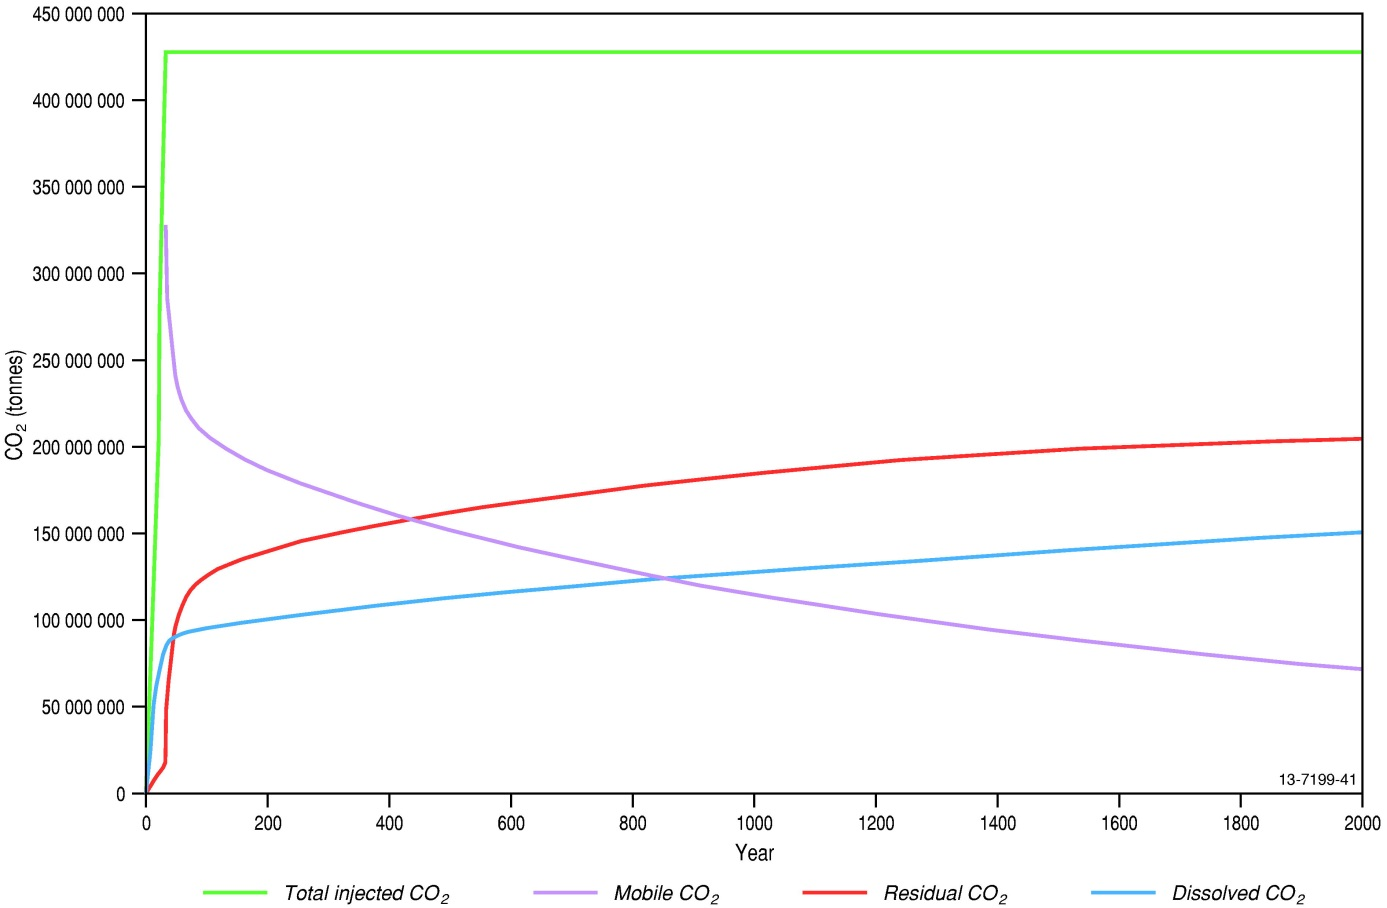 450 000 000
400 000 000
350 000 000
300 000 000
250 000 000
200 000 000
150 000 000
100 000 000
50 000 000
0
CO₂ (tonnes)
13-7199-41
0 200 400 600 800 1000 1200 1400 1600 1800 2000
Year
Total injected CO₂ Mobile CO₂ Residual CO₂ Dissolved CO₂